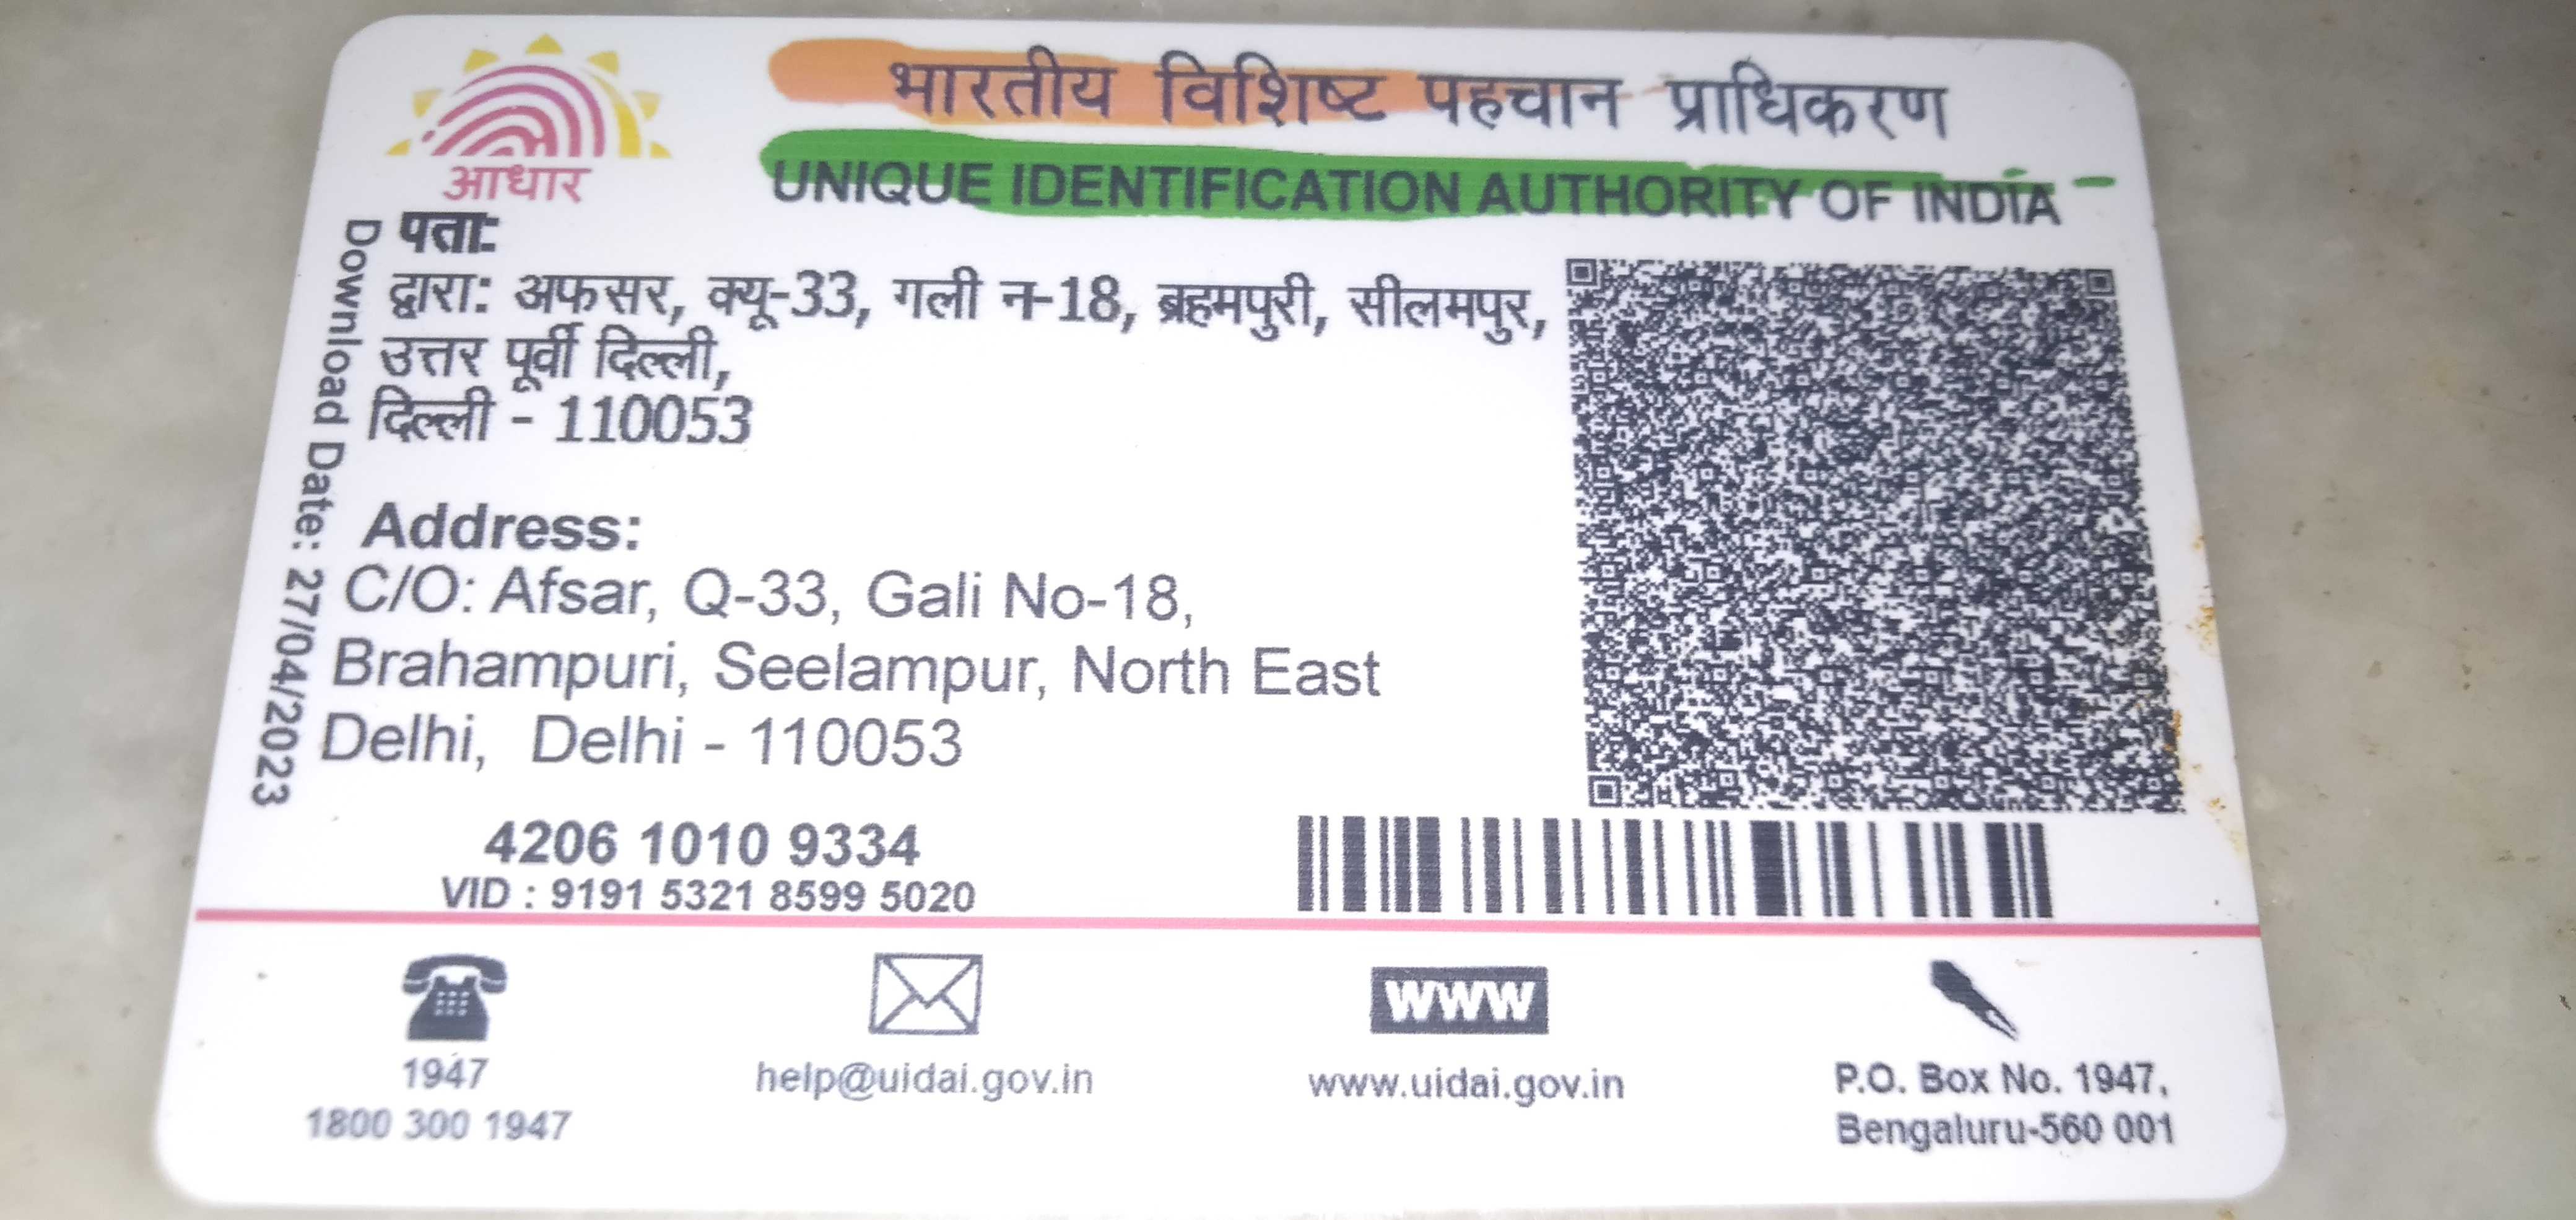 आधार
भारतीय विशिष्ट पहचान प्राधिकरण
UNIQUE IDENTIFICATION AUTHORITY OF INDIA
पता:
द्वारा: अफसर, क्यू-33, गली न-18, ब्रहमपुरी, सीलमपुर,
उत्तर पूर्वी दिल्ली,
दिल्ली - 110053
Download Date: 27/04/2023
Address:
C/O: Afsar, Q-33, Gali No-18,
Brahampuri, Seelampur, North East
Delhi, Delhi - 110053
4206 1010 9334
VID : 9191 5321 8599 5020
1947
1800 300 1947
help@uidai.gov.in
www
www.uidai.gov.in
P.O. Box No. 1947,
Bengaluru-560 001